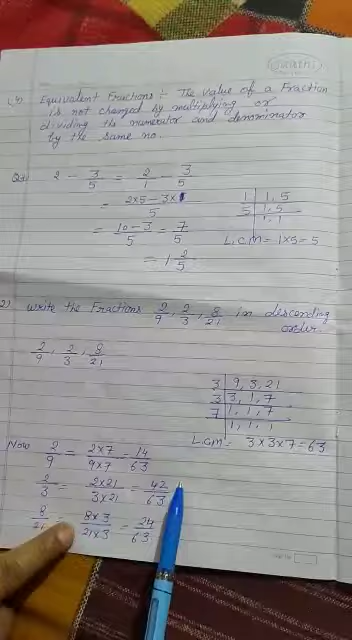 (4) Equivalent Fractions :- The value of a Fraction
is not changed by multiplying or
dividing the numerator and denominator
by the same no.
2 - 3/5 = 2/1 - 3/5
= 2×5-3×1/5
= 10-3/5 = 7/5
= 1 2/5
1 | 1, 5
5 | 1, 5
1, 1
L.C.M = 1×5 = 5
2) Write the Fractions 2/9, 2/3, 8/21 in descending
order.
2/9, 2/3, 8/21
3 | 9, 3, 21
3 | 3, 1, 7
7 | 1, 1, 7
1, 1, 1
LCM = 3×3×7 = 63
Now 2/9 = 2×7/9×7 = 14/63
2/3 = 2×21/3×21 = 42/63
8/21 = 8×3/21×3 = 24/63